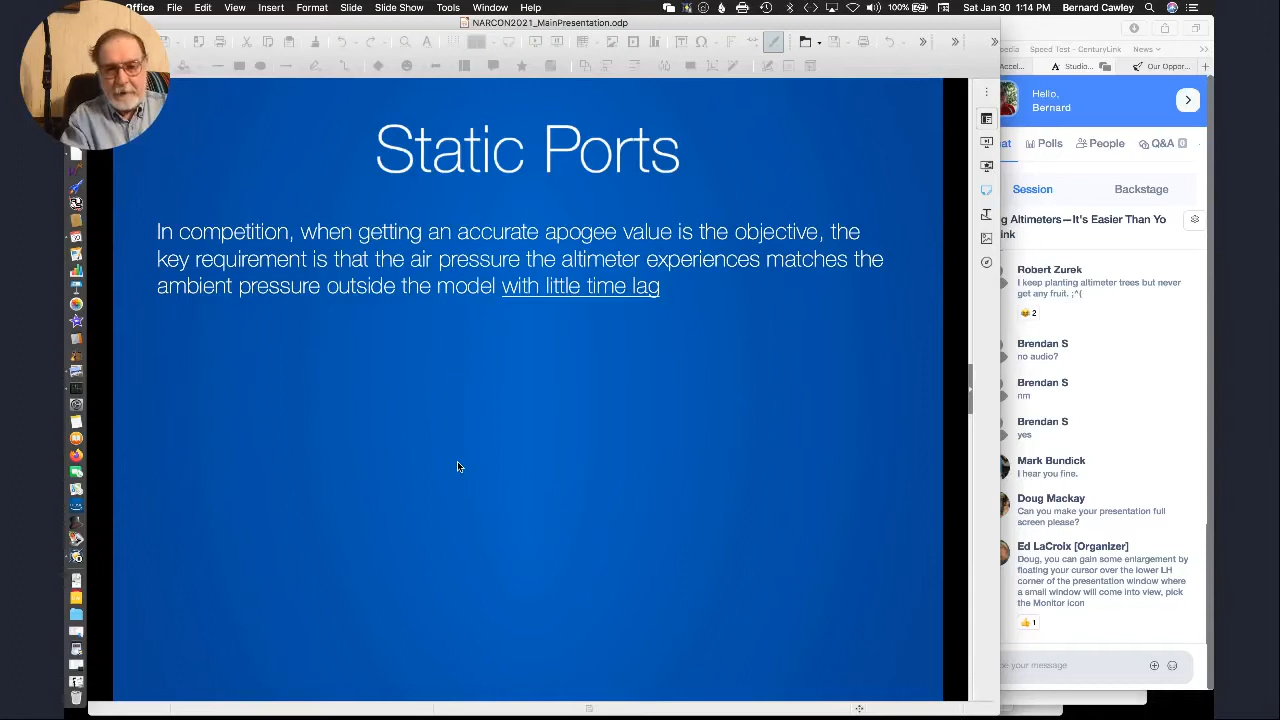 Office
File
Edit
View
Insert
Format
Slide
Slide Show
Tools
Window
100%
Sat Jan 30 1:14 PM
Bernard Cawley
NARCON2021_MainPresentation.odp
Speed Test - CenturyLink
News
Accel...
Studio...
Our Oppor...
Hello,
Bernard
Polls
People
Q&A 0
Session
Backstage
g Altimeters—It's Easier Than Yo
ink
Static Ports
In competition, when getting an accurate apogee value is the objective, the
key requirement is that the air pressure the altimeter experiences matches the
ambient pressure outside the model with little time lag
Robert Zurek
I keep planting altimeter trees but never
get any fruit. ;^(
2
Brendan S
no audio?
Brendan S
nm
Brendan S
yes
Mark Bundick
I hear you fine.
Doug Mackay
Can you make your presentation full
screen please?
Ed LaCroix [Organizer]
Doug, you can gain some enlargement by
floating your cursor over the lower LH
corner of the presentation window where
a small window will come into view, pick
the Monitor icon
1
your message